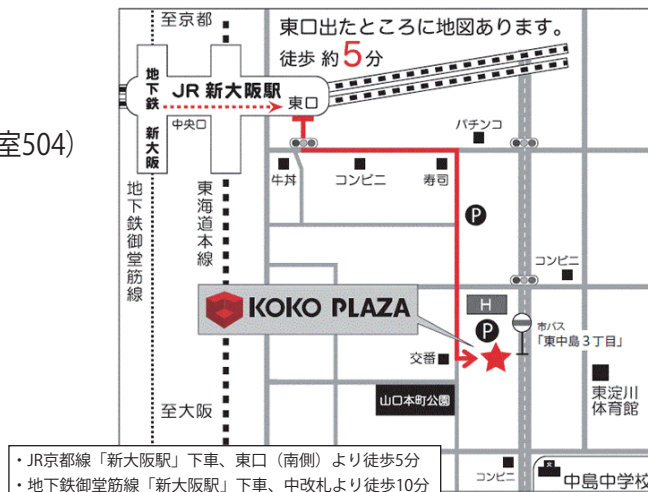 至京都
東口出たところに地図あります。
徒歩 約5分
地下鉄 新大阪
JR 新大阪駅
東口
中央口
室504)
パチンコ
牛丼
コンビニ
寿司
地下鉄御堂筋線
東海道本線
P
コンビニ
KOKO PLAZA
H
P
市バス
「東中島3丁目」
交番
山口本町公園
東淀川
体育館
至大阪
・JR京都線「新大阪駅」下車、東口（南側）より徒歩5分
・地下鉄御堂筋線「新大阪駅」下車、中改札より徒歩10分
コンビニ
中島中学校